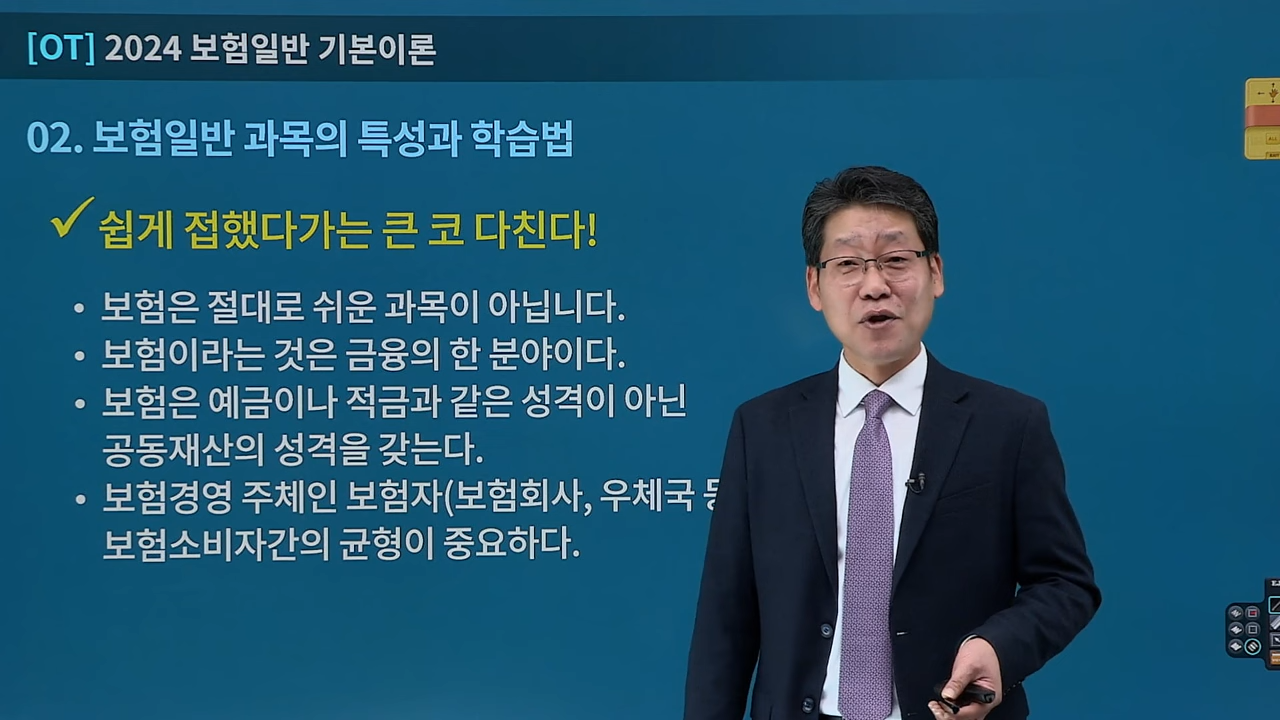 [OT] 2024 보험일반 기본이론
02. 보험일반 과목의 특성과 학습법
쉽게 접했다가는 큰 코 다친다!
• 보험은 절대로 쉬운 과목이 아닙니다.
• 보험이라는 것은 금융의 한 분야이다.
• 보험은 예금이나 적금과 같은 성격이 아닌
공동재산의 성격을 갖는다.
• 보험경영 주체인 보험자(보험회사, 우체국
보험소비자간의 균형이 중요하다.